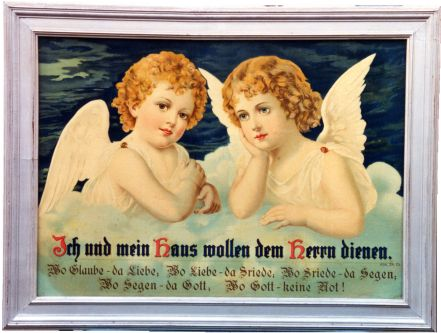 Ich und mein Haus wollen dem Herrn dienen.
Wo Glaube - da Liebe, Wo Liebe - da Friede, Wo Friede - da Segen,
Wo Segen - da Gott, Wo Gott - keine Not!